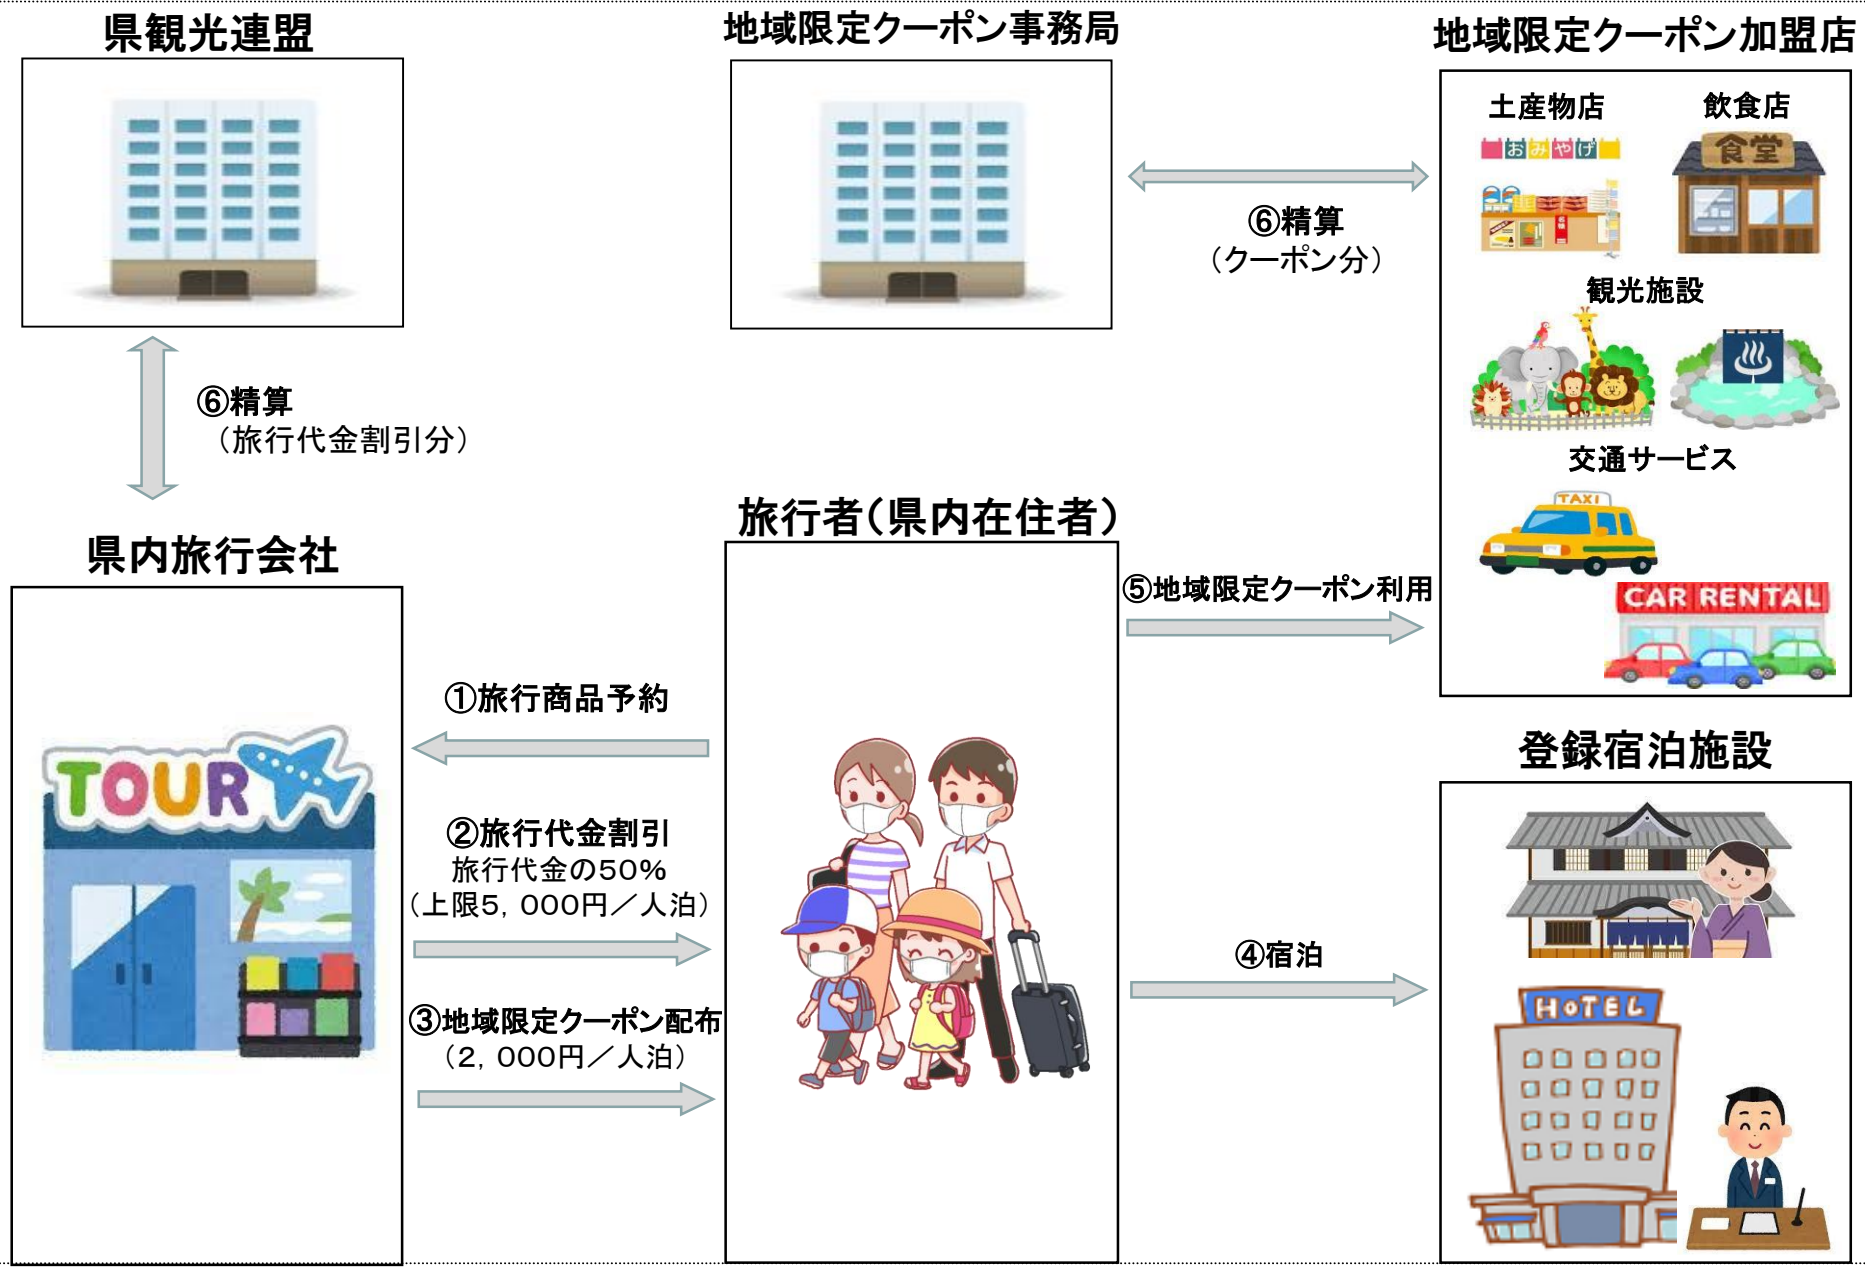 県観光連盟
地域限定クーポン事務局
地域限定クーポン加盟店
土産物店
飲食店
おみやげ
食堂
⑥精算
（クーポン分）
観光施設
⑥精算
（旅行代金割引分）
交通サービス
TAXI
CAR RENTAL
県内旅行会社
旅行者（県内在住者）
⑤地域限定クーポン利用
①旅行商品予約
TOUR
②旅行代金割引
旅行代金の50％
（上限5，000円／人泊）
③地域限定クーポン配布
（2，000円／人泊）
④宿泊
登録宿泊施設
HOTEL